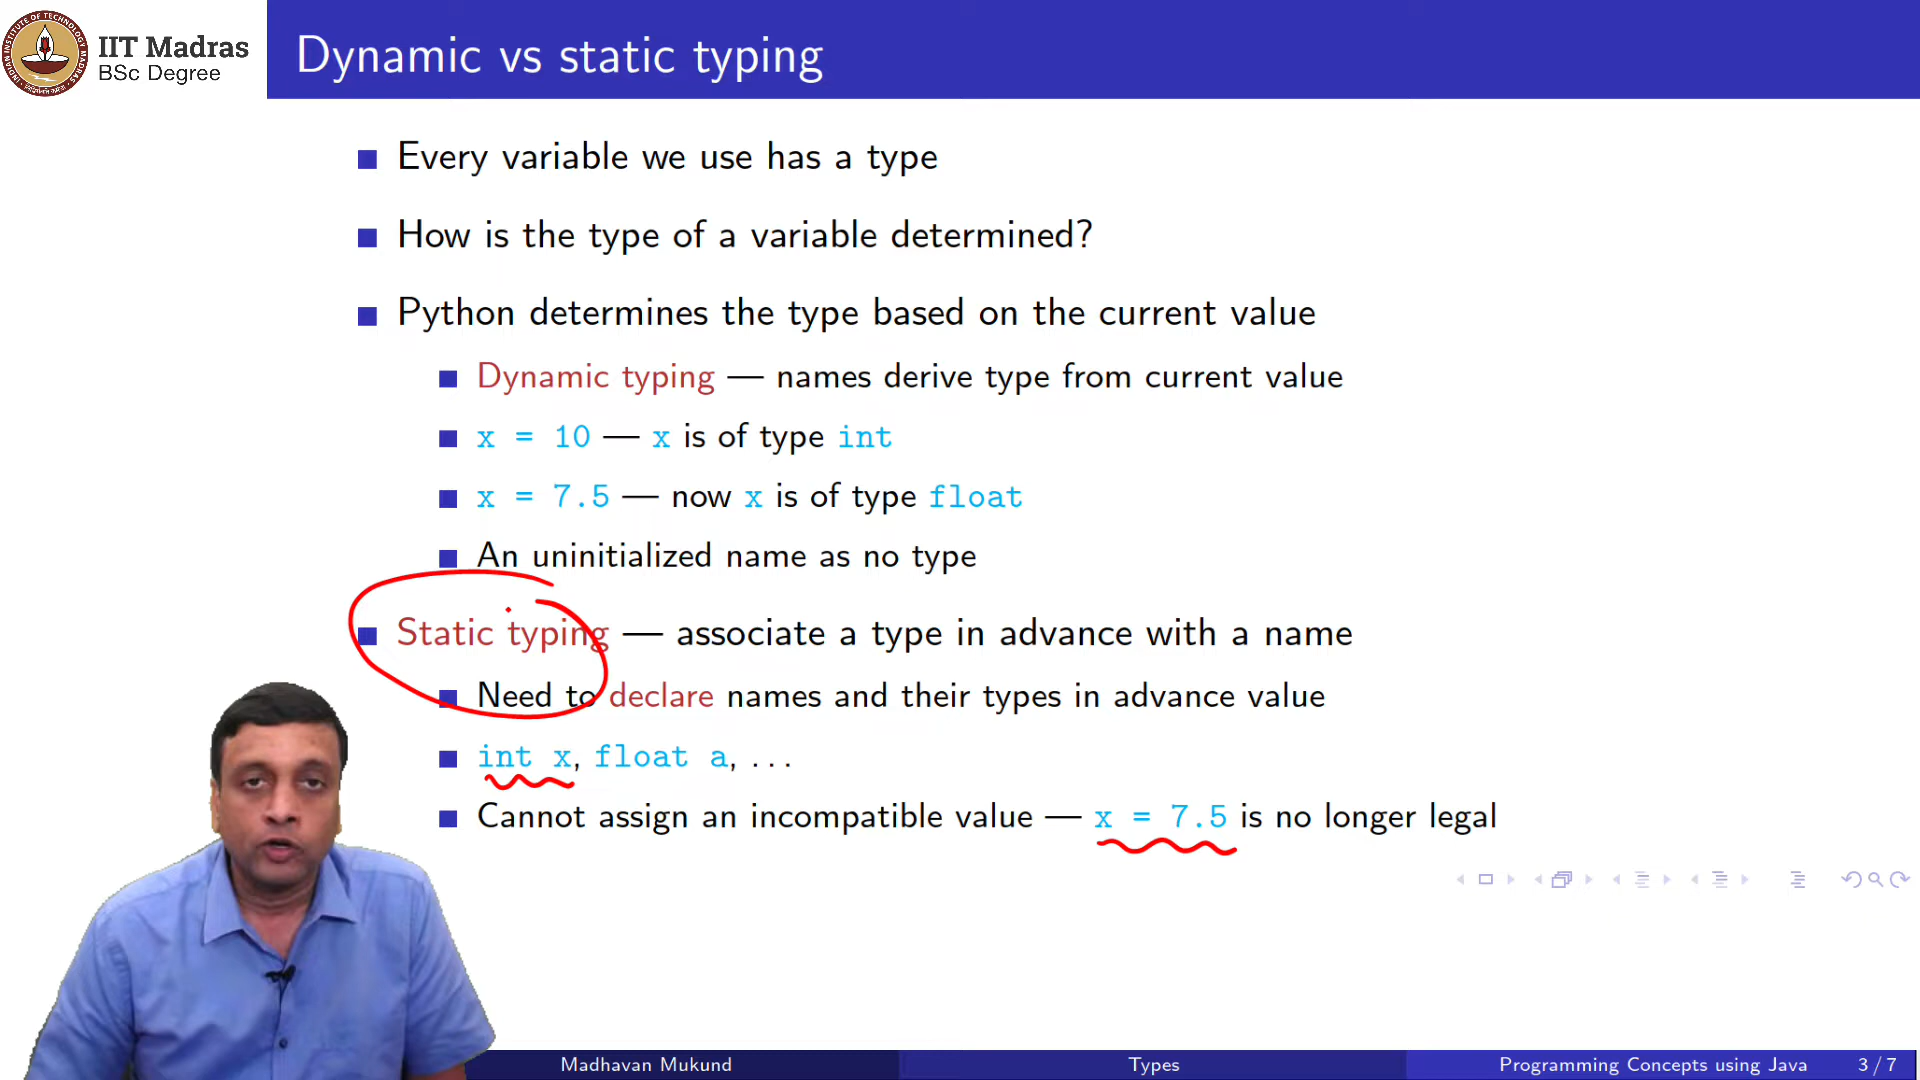 IIT Madras
BSc Degree
Dynamic vs static typing
Every variable we use has a type
How is the type of a variable determined?
Python determines the type based on the current value
Dynamic typing — names derive type from current value
x = 10 — x is of type int
x = 7.5 — now x is of type float
An uninitialized name as no type
Static typing — associate a type in advance with a name
Need to declare names and their types in advance value
int x, float a, ...
Cannot assign an incompatible value — x = 7.5 is no longer legal
Madhavan Mukund
Types
Programming Concepts using Java
3 / 7